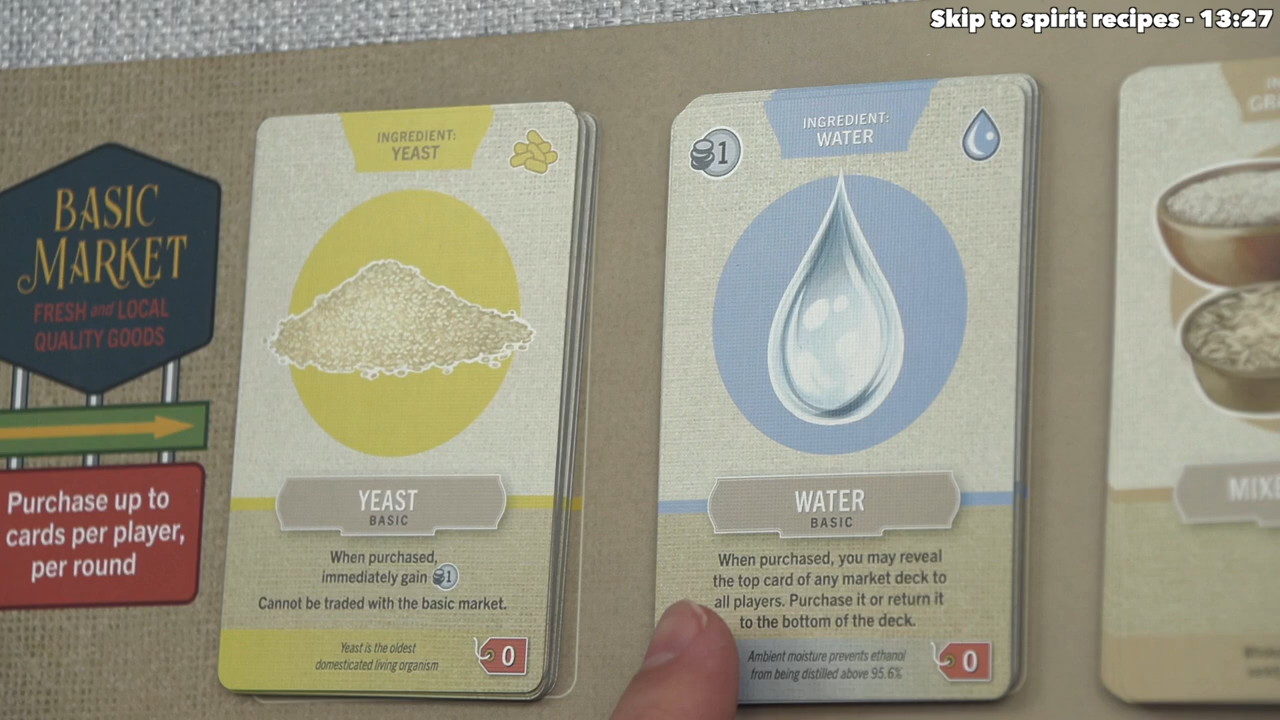 Skip to spirit recipes - 13:27
BASIC
MARKET
FRESH and LOCAL
QUALITY GOODS
Purchase up to
cards per player,
per round
INGREDIENT:
YEAST
YEAST
BASIC
When purchased,
immediately gain 1
Cannot be traded with the basic market.
Yeast is the oldest
domesticated living organism
0
1
INGREDIENT:
WATER
WATER
BASIC
When purchased, you may reveal
the top card of any market deck to
all players. Purchase it or return it
to the bottom of the deck.
Ambient moisture prevents ethanol
from being distilled above 95.6%
0